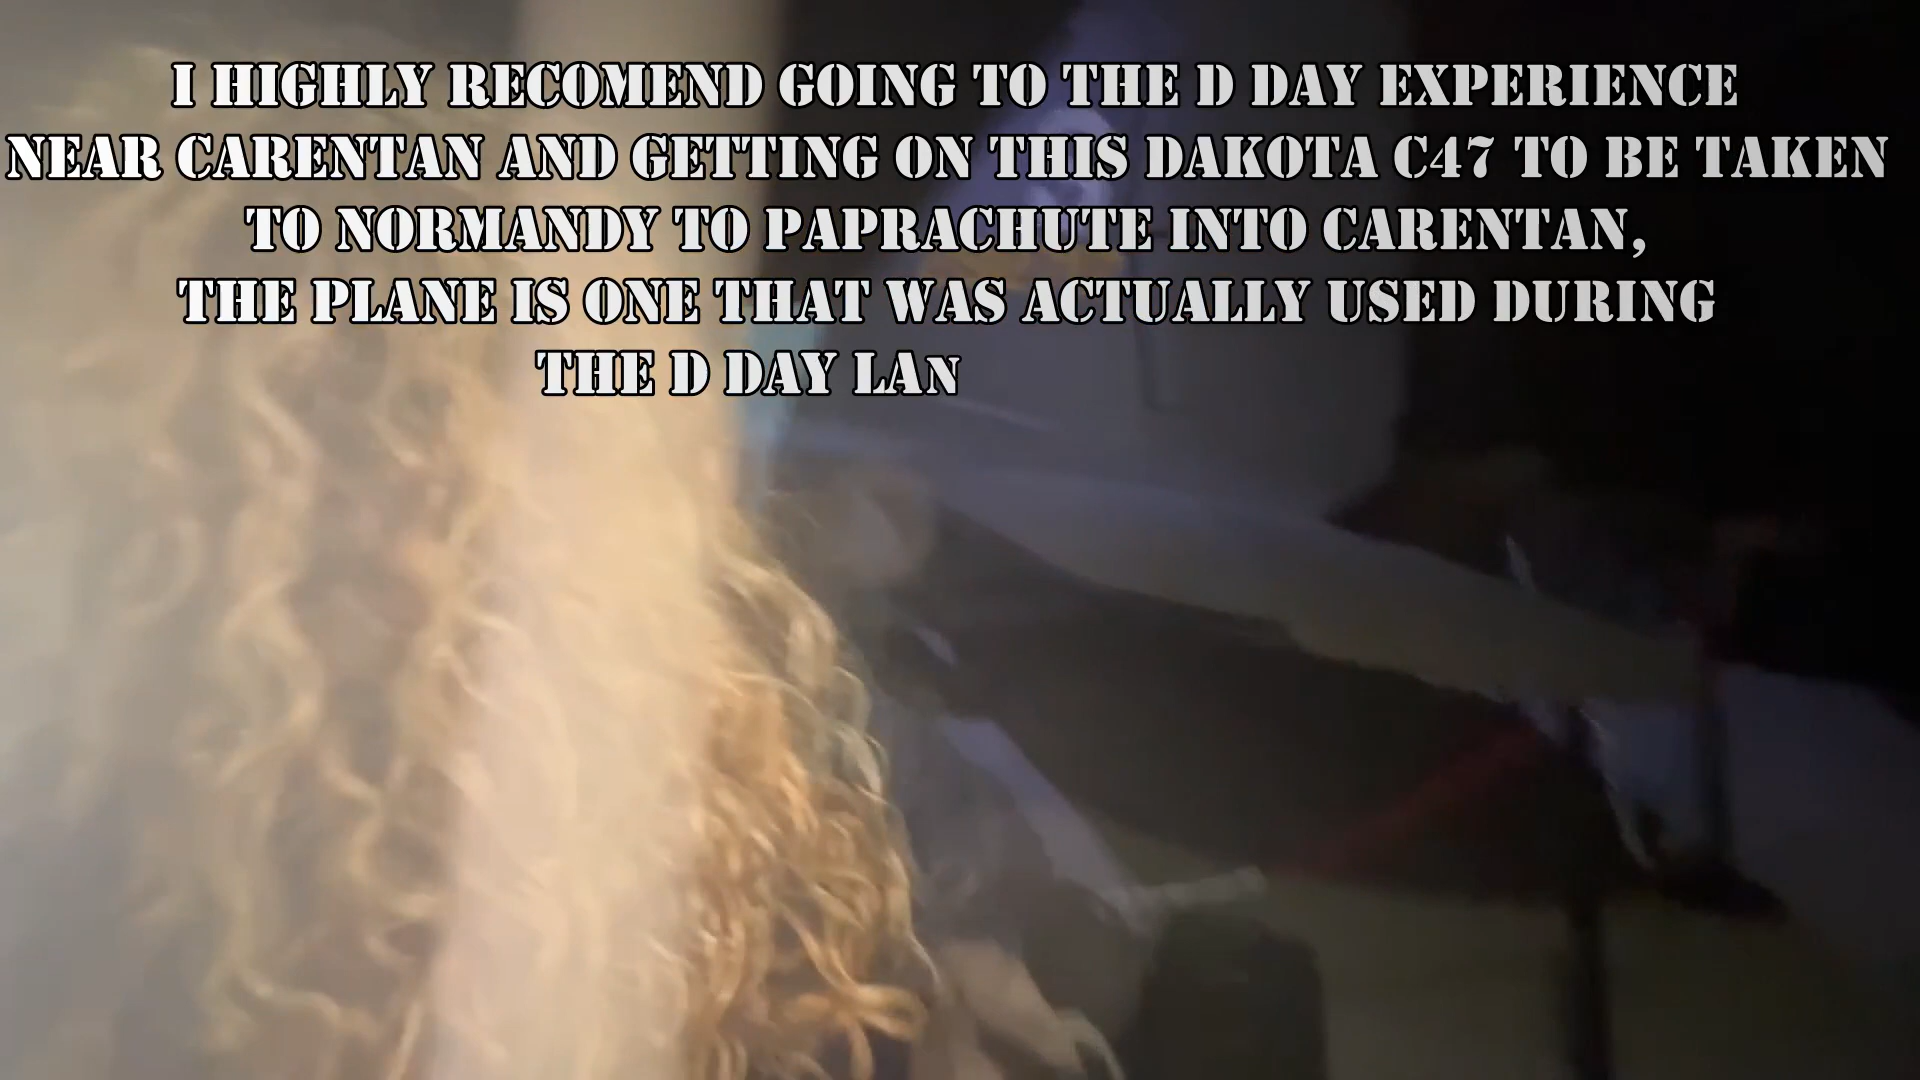 I HIGHLY RECOMEND GOING TO THE D DAY EXPERIENCE
NEAR CARENTAN AND GETTING ON THIS DAKOTA C47 TO BE TAKEN
TO NORMANDY TO PAPRACHUTE INTO CARENTAN,
THE PLANE IS ONE THAT WAS ACTUALLY USED DURING
THE D DAY LAN